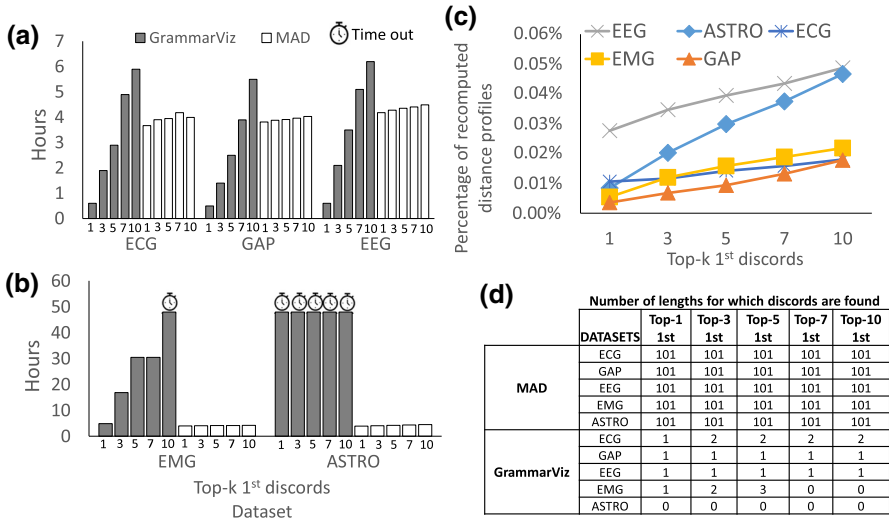 (a)
GrammarViz MAD Time out
Hours
7
6
5
4
3
2
1
0
1 3 5 7 10 1 3 5 7 10 1 3 5 7 10 1 3 5 7 10 1 3 5 7 10 1 3 5 7 10
ECG GAP EEG
(b)
Hours
60
50
40
30
20
10
0
1 3 5 7 10 1 3 5 7 10 1 3 5 7 10 1 3 5 7 10
EMG ASTRO
Top-k 1st discords
Dataset
(c)
Percentage of recomputed
distance profiles
0.06%
0.05%
0.04%
0.03%
0.02%
0.01%
0.00%
EEG ASTRO ECG
EMG GAP
1 3 5 7 10
Top-k 1st discords
(d)
Number of lengths for which discords are found
DATASETS Top-1 1st Top-3 1st Top-5 1st Top-7 1st Top-10 1st
MAD
ECG 101 101 101 101 101
GAP 101 101 101 101 101
EEG 101 101 101 101 101
EMG 101 101 101 101 101
ASTRO 101 101 101 101 101
GrammarViz
ECG 1 2 2 2 2
GAP 1 1 1 1 1
EEG 1 1 1 1 1
EMG 1 2 3 0 0
ASTRO 0 0 0 0 0